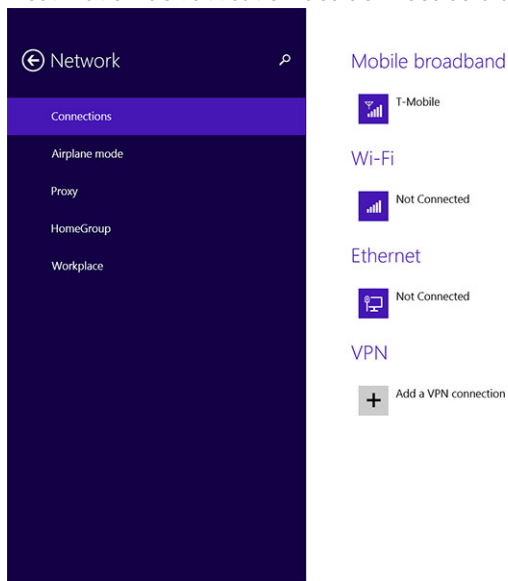 Network
Connections
Airplane mode
Proxy
HomeGroup
Workplace
Mobile broadband
T-Mobile
Wi-Fi
Not Connected
Ethernet
Not Connected
VPN
Add a VPN connection